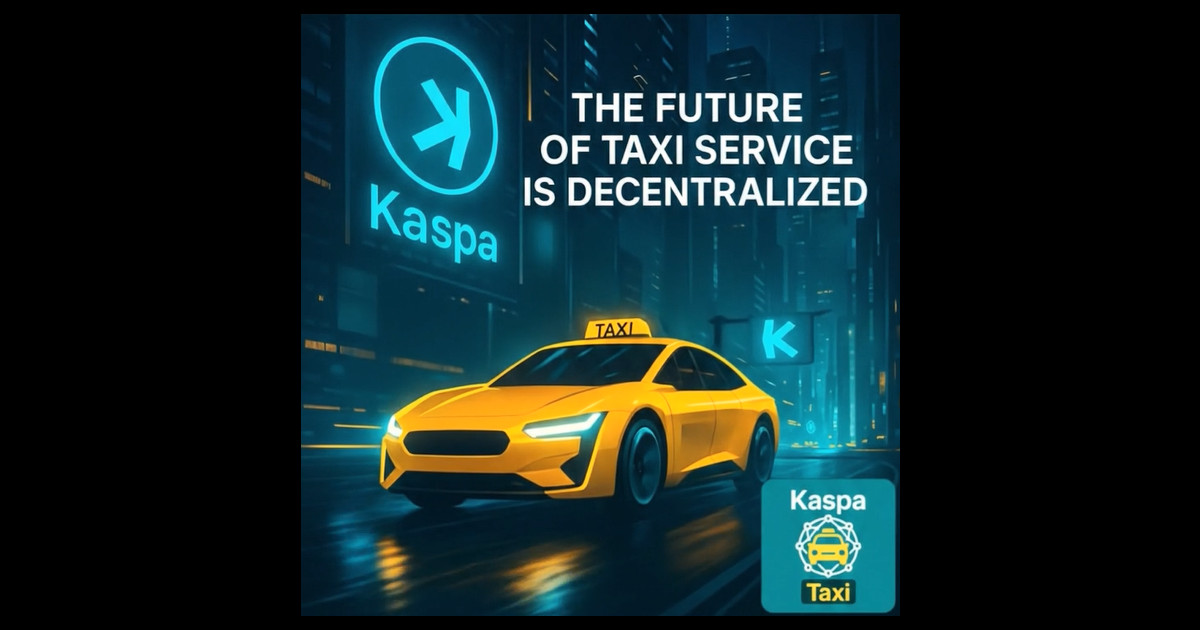 Kaspa
THE FUTURE
OF TAXI SERVICE
IS DECENTRALIZED
TAXI
K
Kaspa
Taxi